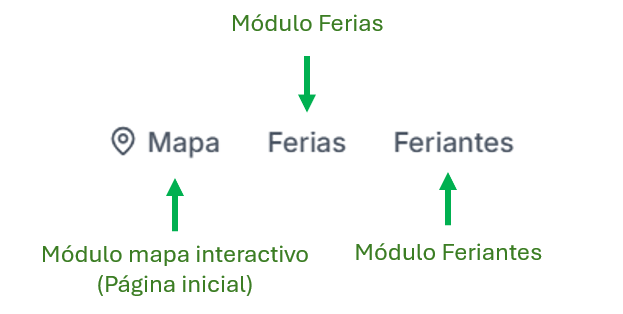 Módulo Ferias
Mapa Ferias Feriantes
Módulo mapa interactivo
(Página inicial)
Módulo Feriantes